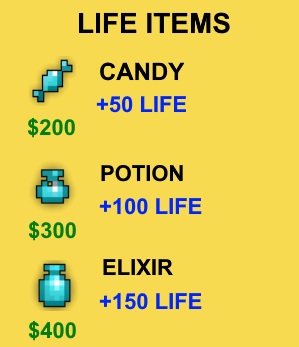 LIFE ITEMS
CANDY
+50 LIFE
$200
POTION
+100 LIFE
$300
ELIXIR
+150 LIFE
$400